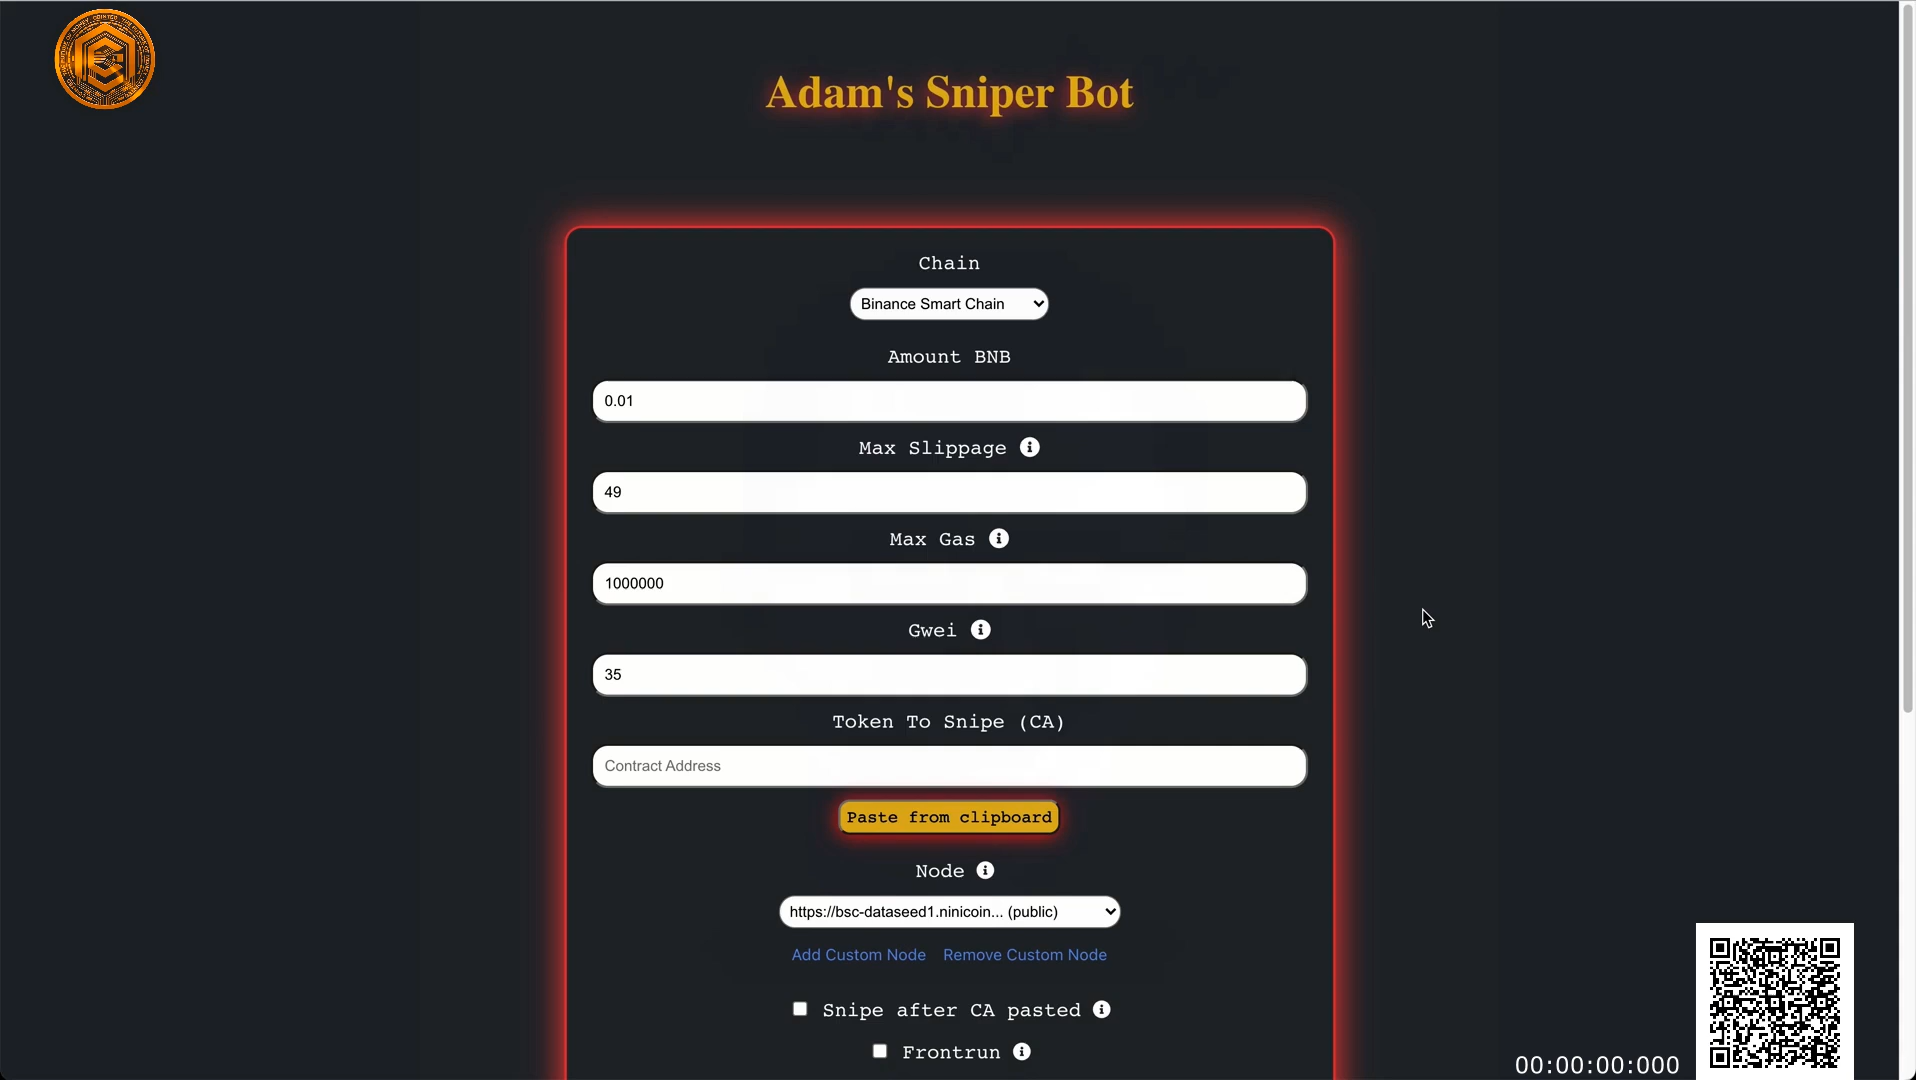 Adam's Sniper Bot
Chain
Binance Smart Chain
Amount BNB
0.01
Max Slippage
49
Max Gas
1000000
Gwei
35
Token To Snipe (CA)
Contract Address
Paste from clipboard
Node
https://bsc-dataseed1.ninicoin... (public)
Add Custom Node Remove Custom Node
Snipe after CA pasted
Frontrun
00:00:00:000